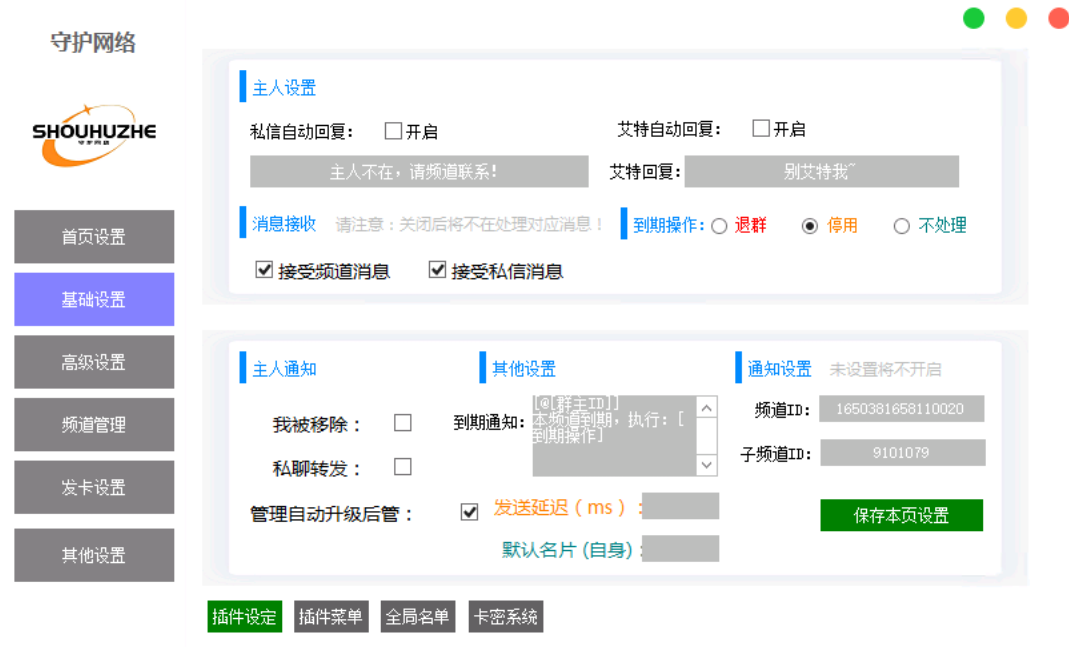 守护网络
SHOUHUZHE
守护网络
首页设置
基础设置
高级设置
频道管理
发卡设置
其他设置
主人设置
私信自动回复： 开启
艾特自动回复： 开启
主人不在，请频道联系!
艾特回复: 别艾特我~
消息接收 请注意：关闭后将不在处理对应消息！
到期操作: 退群 停用 不处理
接受频道消息 接受私信消息
主人通知
我被移除：
私聊转发：
管理自动升级后管：
其他设置
到期通知:
[@[群主ID]]
本频道到期，执行：[
到期操作]
发送延迟（ms）:
默认名片 (自身) :
通知设置 未设置将不开启
频道ID: 1650381658110020
子频道ID: 9101079
保存本页设置
插件设定 插件菜单 全局名单 卡密系统